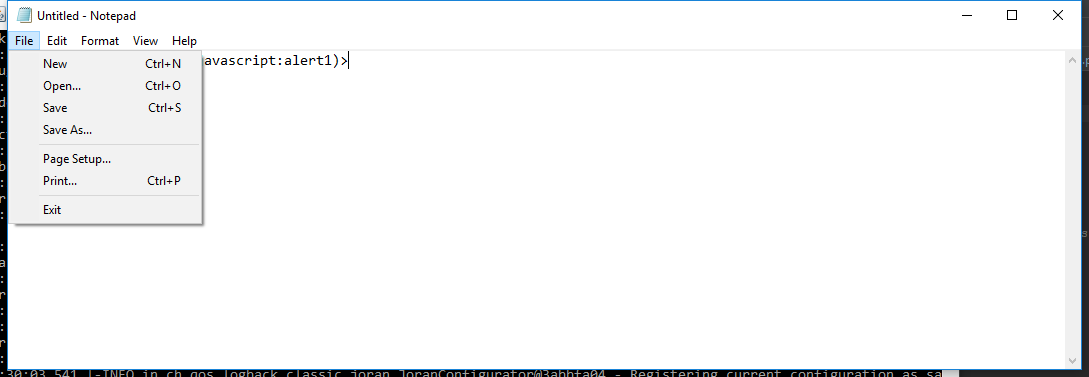 Untitled - Notepad
File Edit Format View Help
avascript:alert1)>
New Ctrl+N
Open... Ctrl+O
Save Ctrl+S
Save As...
Page Setup...
Print... Ctrl+P
Exit
:30:03,541 |-INFO in ch.qos.logback.classic.joran.JoranConfigurator@3abbfa04 - Registering current configuration as sa